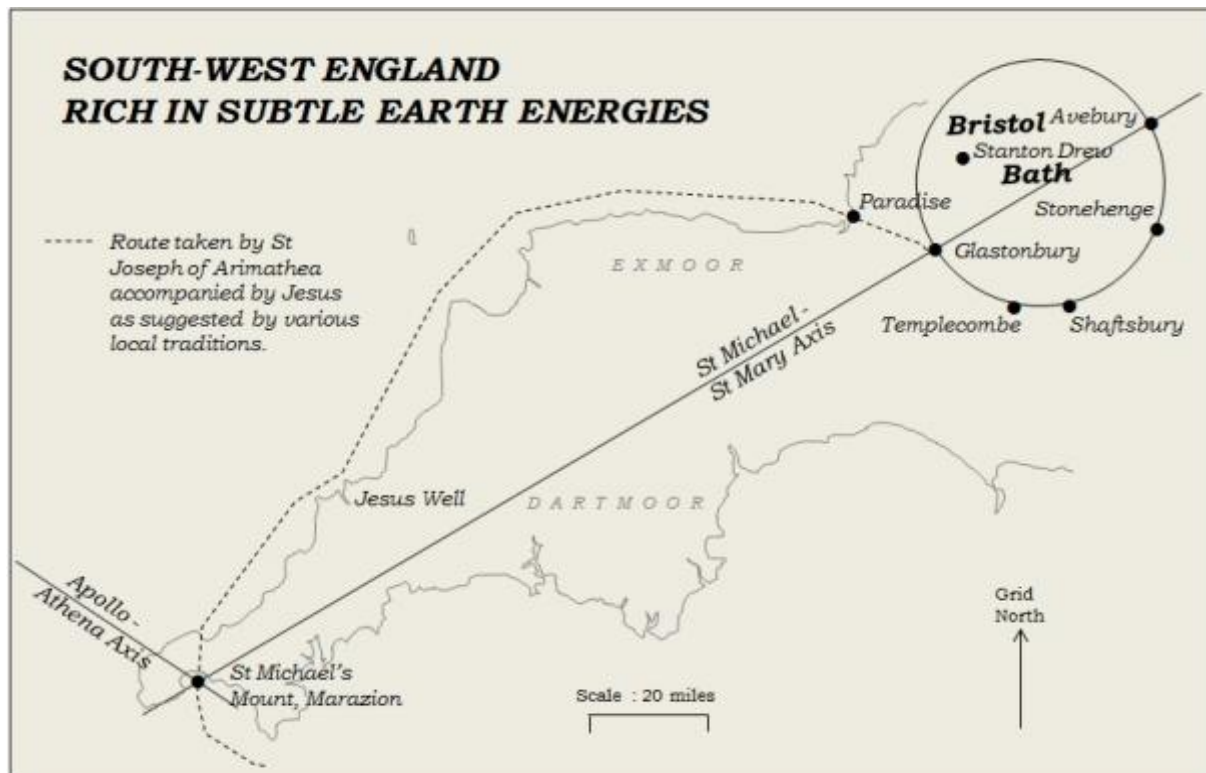 SOUTH-WEST ENGLAND
RICH IN SUBTLE EARTH ENERGIES
Bristol
Avebury
Stanton Drew
Bath
Paradise
Stonehenge
Route taken by St
Joseph of Arimathea
accompanied by Jesus
as suggested by various
local traditions.
EXMOOR
Glastonbury
Templecombe
Shaftsbury
St Michael-
St Mary Axis
Jesus Well
DARTMOOR
Apollo-
Athena Axis
Grid
North
St Michael's
Mount, Marazion
Scale : 20 miles